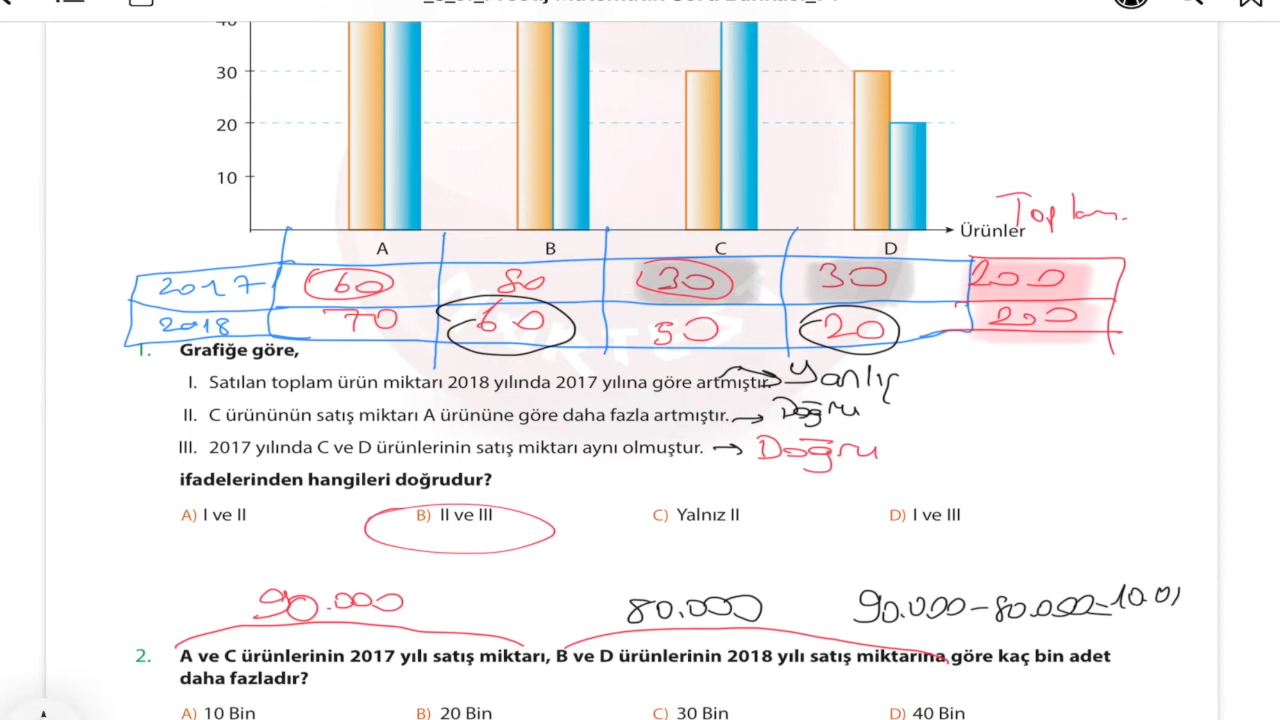 30
20
10
Toplam.
Ürünler
A B C D
2017 60 80 30 30 200
2018 70 60 50 20 200
1. Grafiğe göre,
I. Satılan toplam ürün miktarı 2018 yılında 2017 yılına göre artmıştır. Yanlış
II. C ürününün satış miktarı A ürününe göre daha fazla artmıştır. → Doğru
III. 2017 yılında C ve D ürünlerinin satış miktarı aynı olmuştur. → Doğru
ifadelerinden hangileri doğrudur?
A) I ve II B) II ve III C) Yalnız II D) I ve III
90.000 80.000 90.000-80.000=10.0
2. A ve C ürünlerinin 2017 yılı satış miktarı, B ve D ürünlerinin 2018 yılı satış miktarına göre kaç bin adet
daha fazladır?
A) 10 Bin B) 20 Bin C) 30 Bin D) 40 Bin